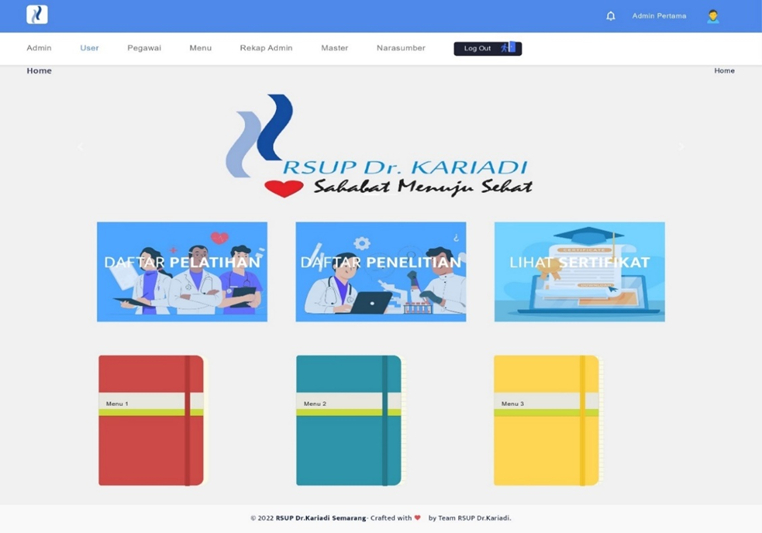 Admin Pertama
Admin User Pegawai Menu Rekap Admin Master Narasumber Log Out
Home Home
RSUP Dr. KARIADI
Sahabat Menuju Sehat
DAFTAR PELATIHAN DAFTAR PENELITIAN LIHAT SERTIFIKAT
CERTIFICATE
Menu 1 Menu 2 Menu 3
© 2022 RSUP Dr.Kariadi Semarang· Crafted with ❤ by Team RSUP Dr.Kariadi.